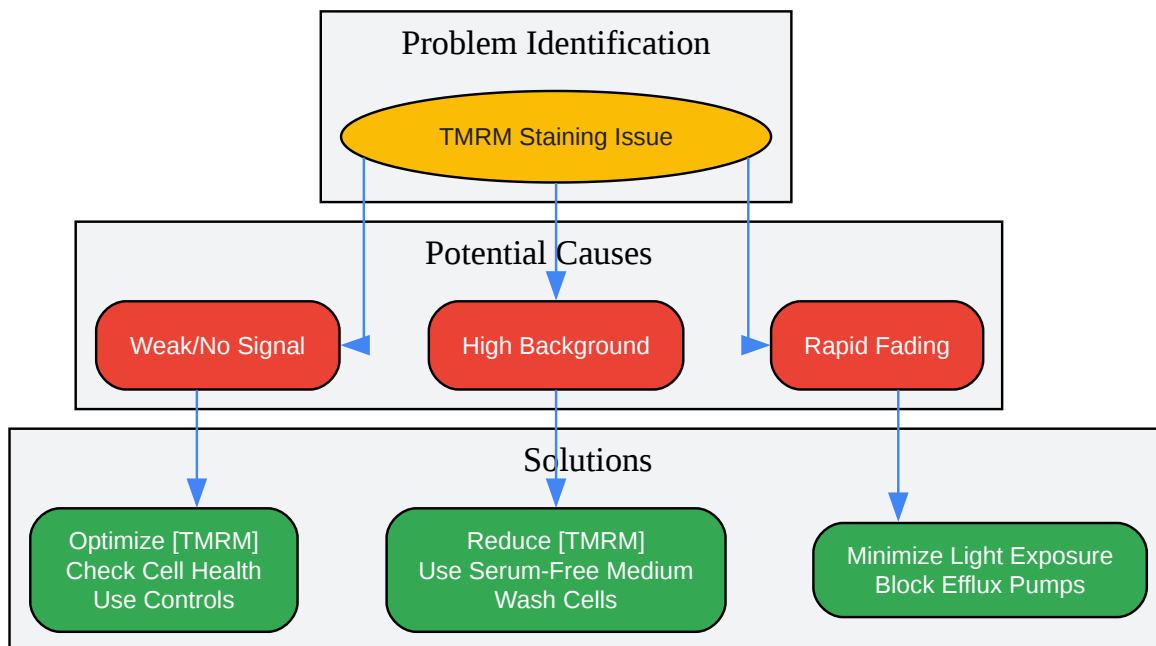 Problem Identification
TMRM Staining Issue
Potential Causes
Weak/No Signal
High Background
Rapid Fading
Solutions
Optimize [TMRM]
Check Cell Health
Use Controls
Reduce [TMRM]
Use Serum-Free Medium
Wash Cells
Minimize Light Exposure
Block Efflux Pumps